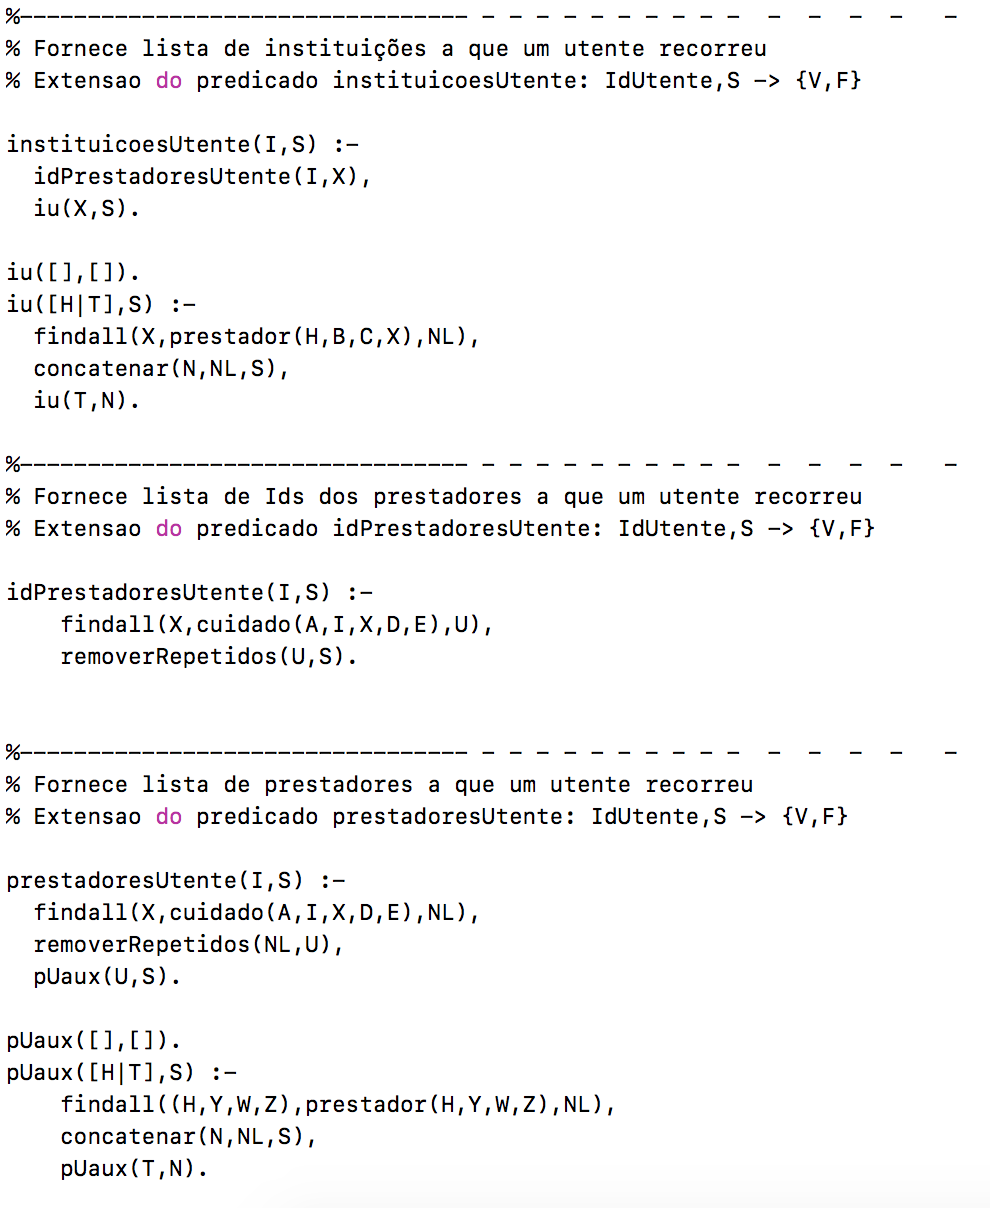 %--------------------------------- - - - - - - - - - -  -  -  -  -   -
% Fornece lista de instituições a que um utente recorreu
% Extensao do predicado instituicoesUtente: IdUtente,S -> {V,F}
instituicoesUtente(I,S) :-
idPrestadoresUtente(I,X),
iu(X,S).
iu([],[]).
iu([H|T],S) :-
findall(X,prestador(H,B,C,X),NL),
concatenar(N,NL,S),
iu(T,N).
%--------------------------------- - - - - - - - - - -  -  -  -  -   -
% Fornece lista de Ids dos prestadores a que um utente recorreu
% Extensao do predicado idPrestadoresUtente: IdUtente,S -> {V,F}
idPrestadoresUtente(I,S) :-
findall(X,cuidado(A,I,X,D,E),U),
removerRepetidos(U,S).
%--------------------------------- - - - - - - - - - -  -  -  -  -   -
% Fornece lista de prestadores a que um utente recorreu
% Extensao do predicado prestadoresUtente: IdUtente,S -> {V,F}
prestadoresUtente(I,S) :-
findall(X,cuidado(A,I,X,D,E),NL),
removerRepetidos(NL,U),
pUaux(U,S).
pUaux([],[]).
pUaux([H|T],S) :-
findall((H,Y,W,Z),prestador(H,Y,W,Z),NL),
concatenar(N,NL,S),
pUaux(T,N).